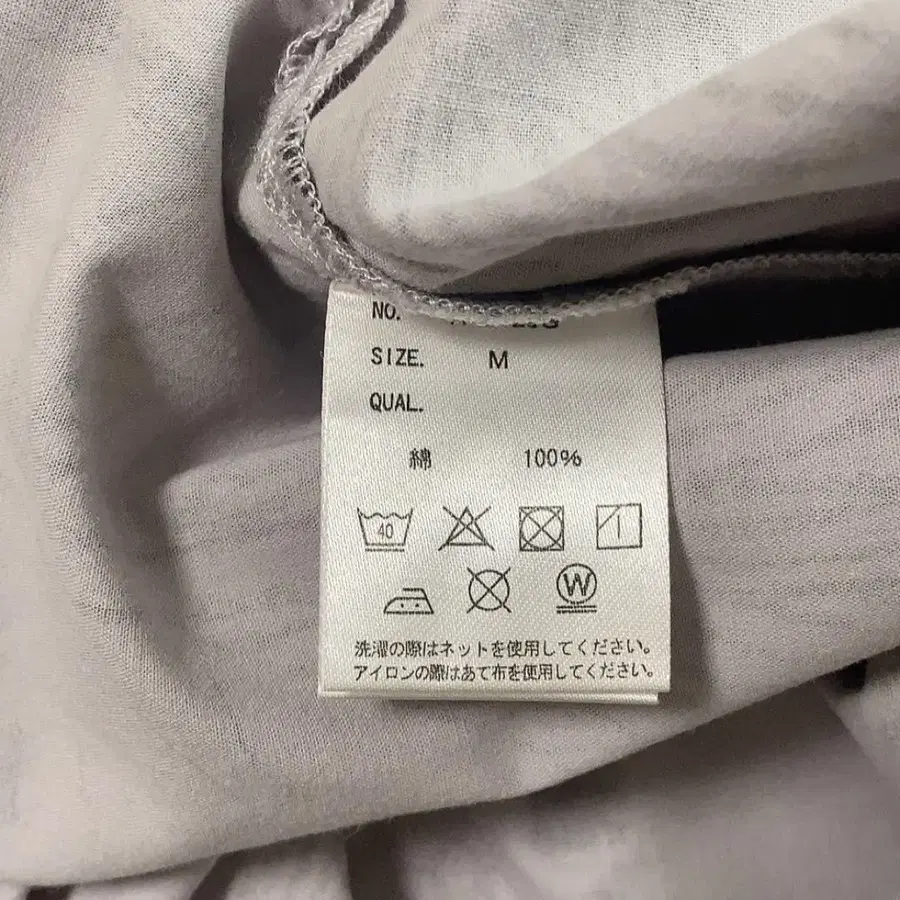 NO.
SIZE. M
QUAL.
綿 100%
40
W
洗濯の際はネットを使用してください。
アイロンの際はあて布を使用してください。